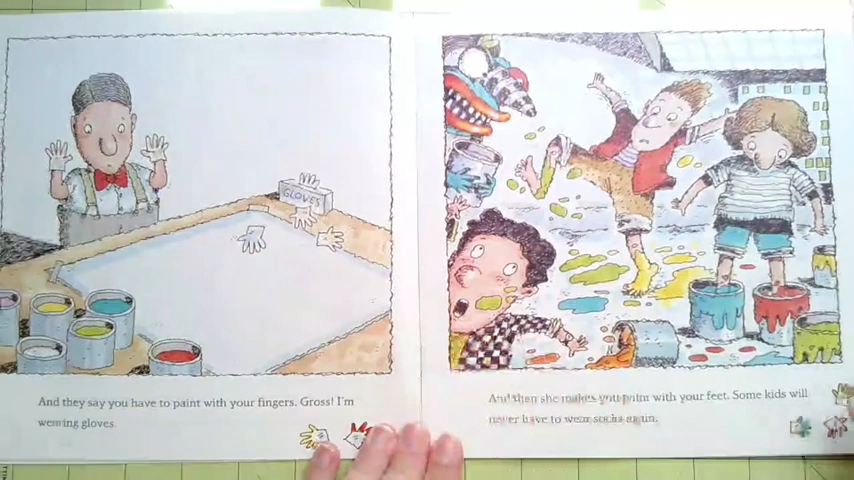 GLOVES
And they say you have to paint with your fingers. Gross! I'm
wearing gloves.
And then she makes you paint with your feet. Some kids will
never have to wear socks again.